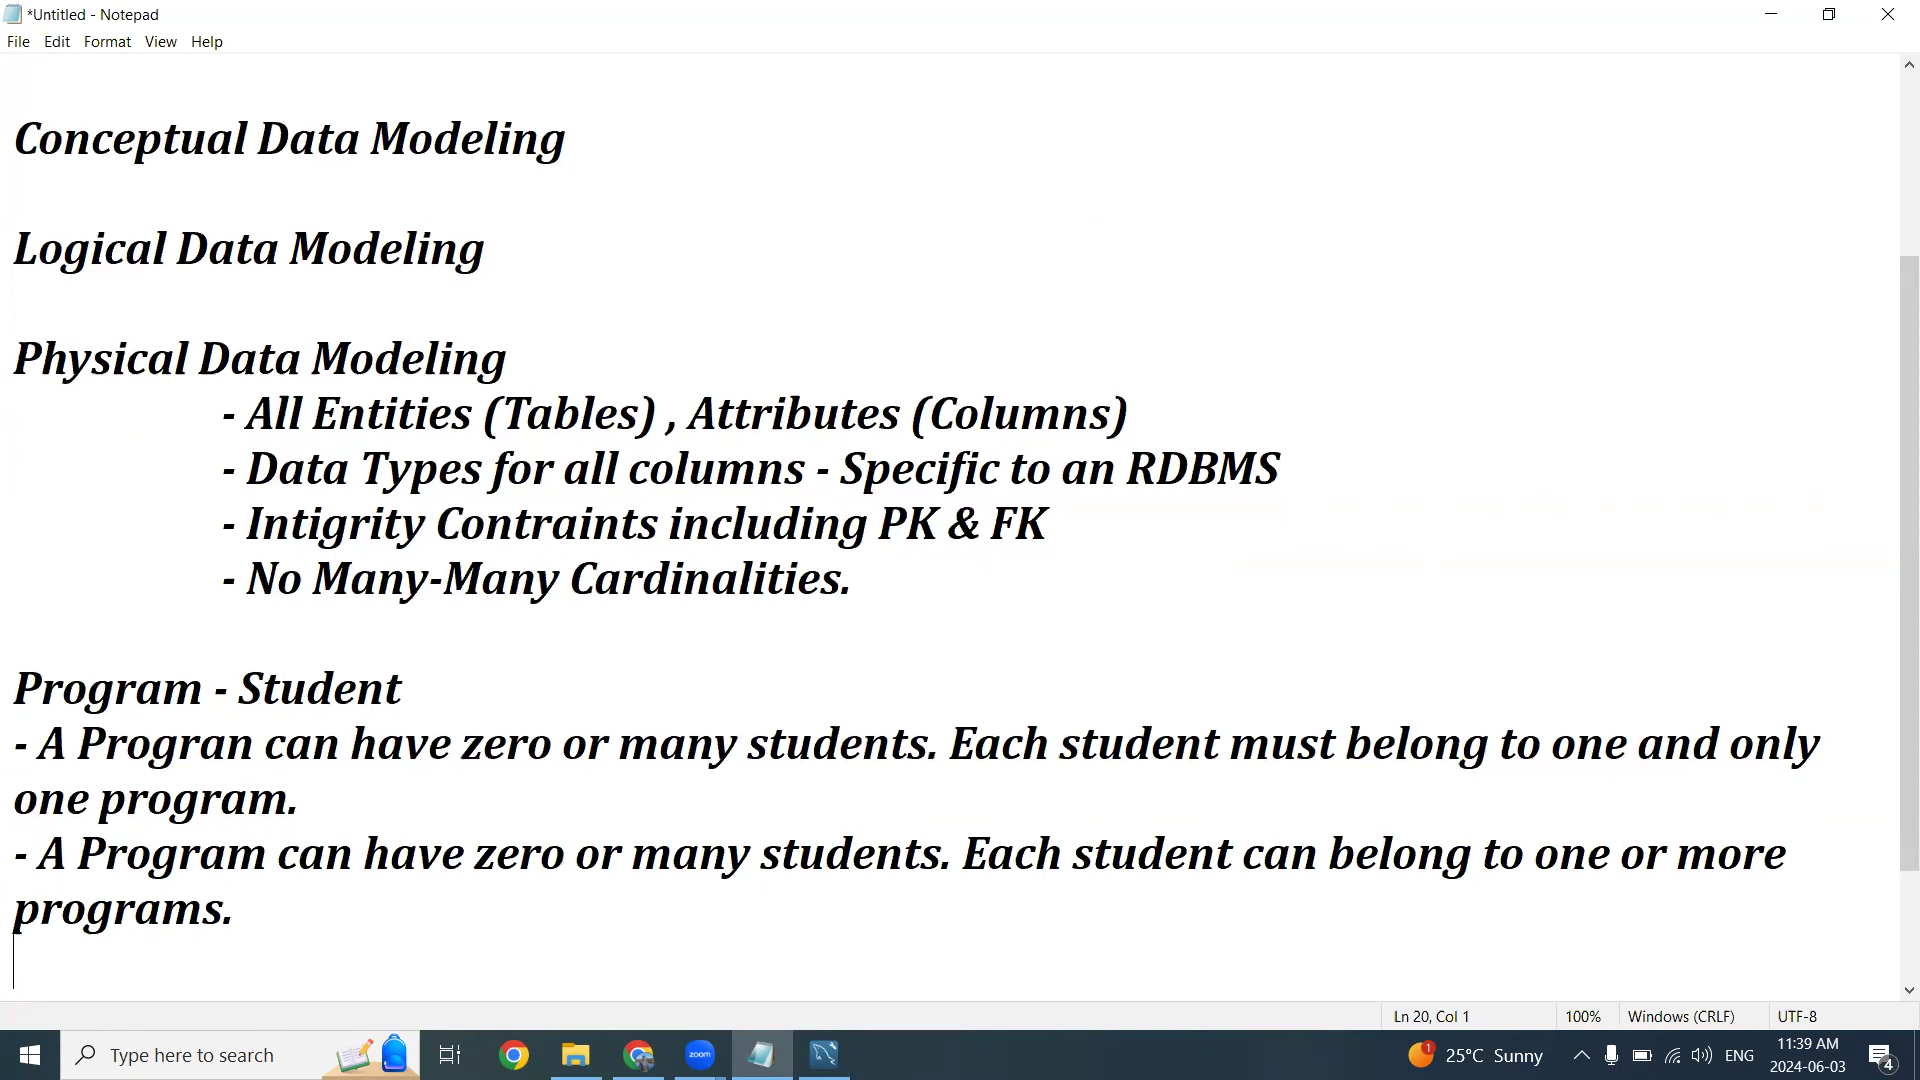 *Untitled - Notepad
File Edit Format View Help
Conceptual Data Modeling
Logical Data Modeling
Physical Data Modeling
- All Entities (Tables) , Attributes (Columns)
- Data Types for all columns - Specific to an RDBMS
- Intigrity Contraints including PK & FK
- No Many-Many Cardinalities.
Program - Student
- A Progran can have zero or many students. Each student must belong to one and only
one program.
- A Program can have zero or many students. Each student can belong to one or more
programs.
Ln 20, Col 1 100% Windows (CRLF) UTF-8
Type here to search zoom 1 25°C Sunny ENG 11:39 AM
2024-06-03 4